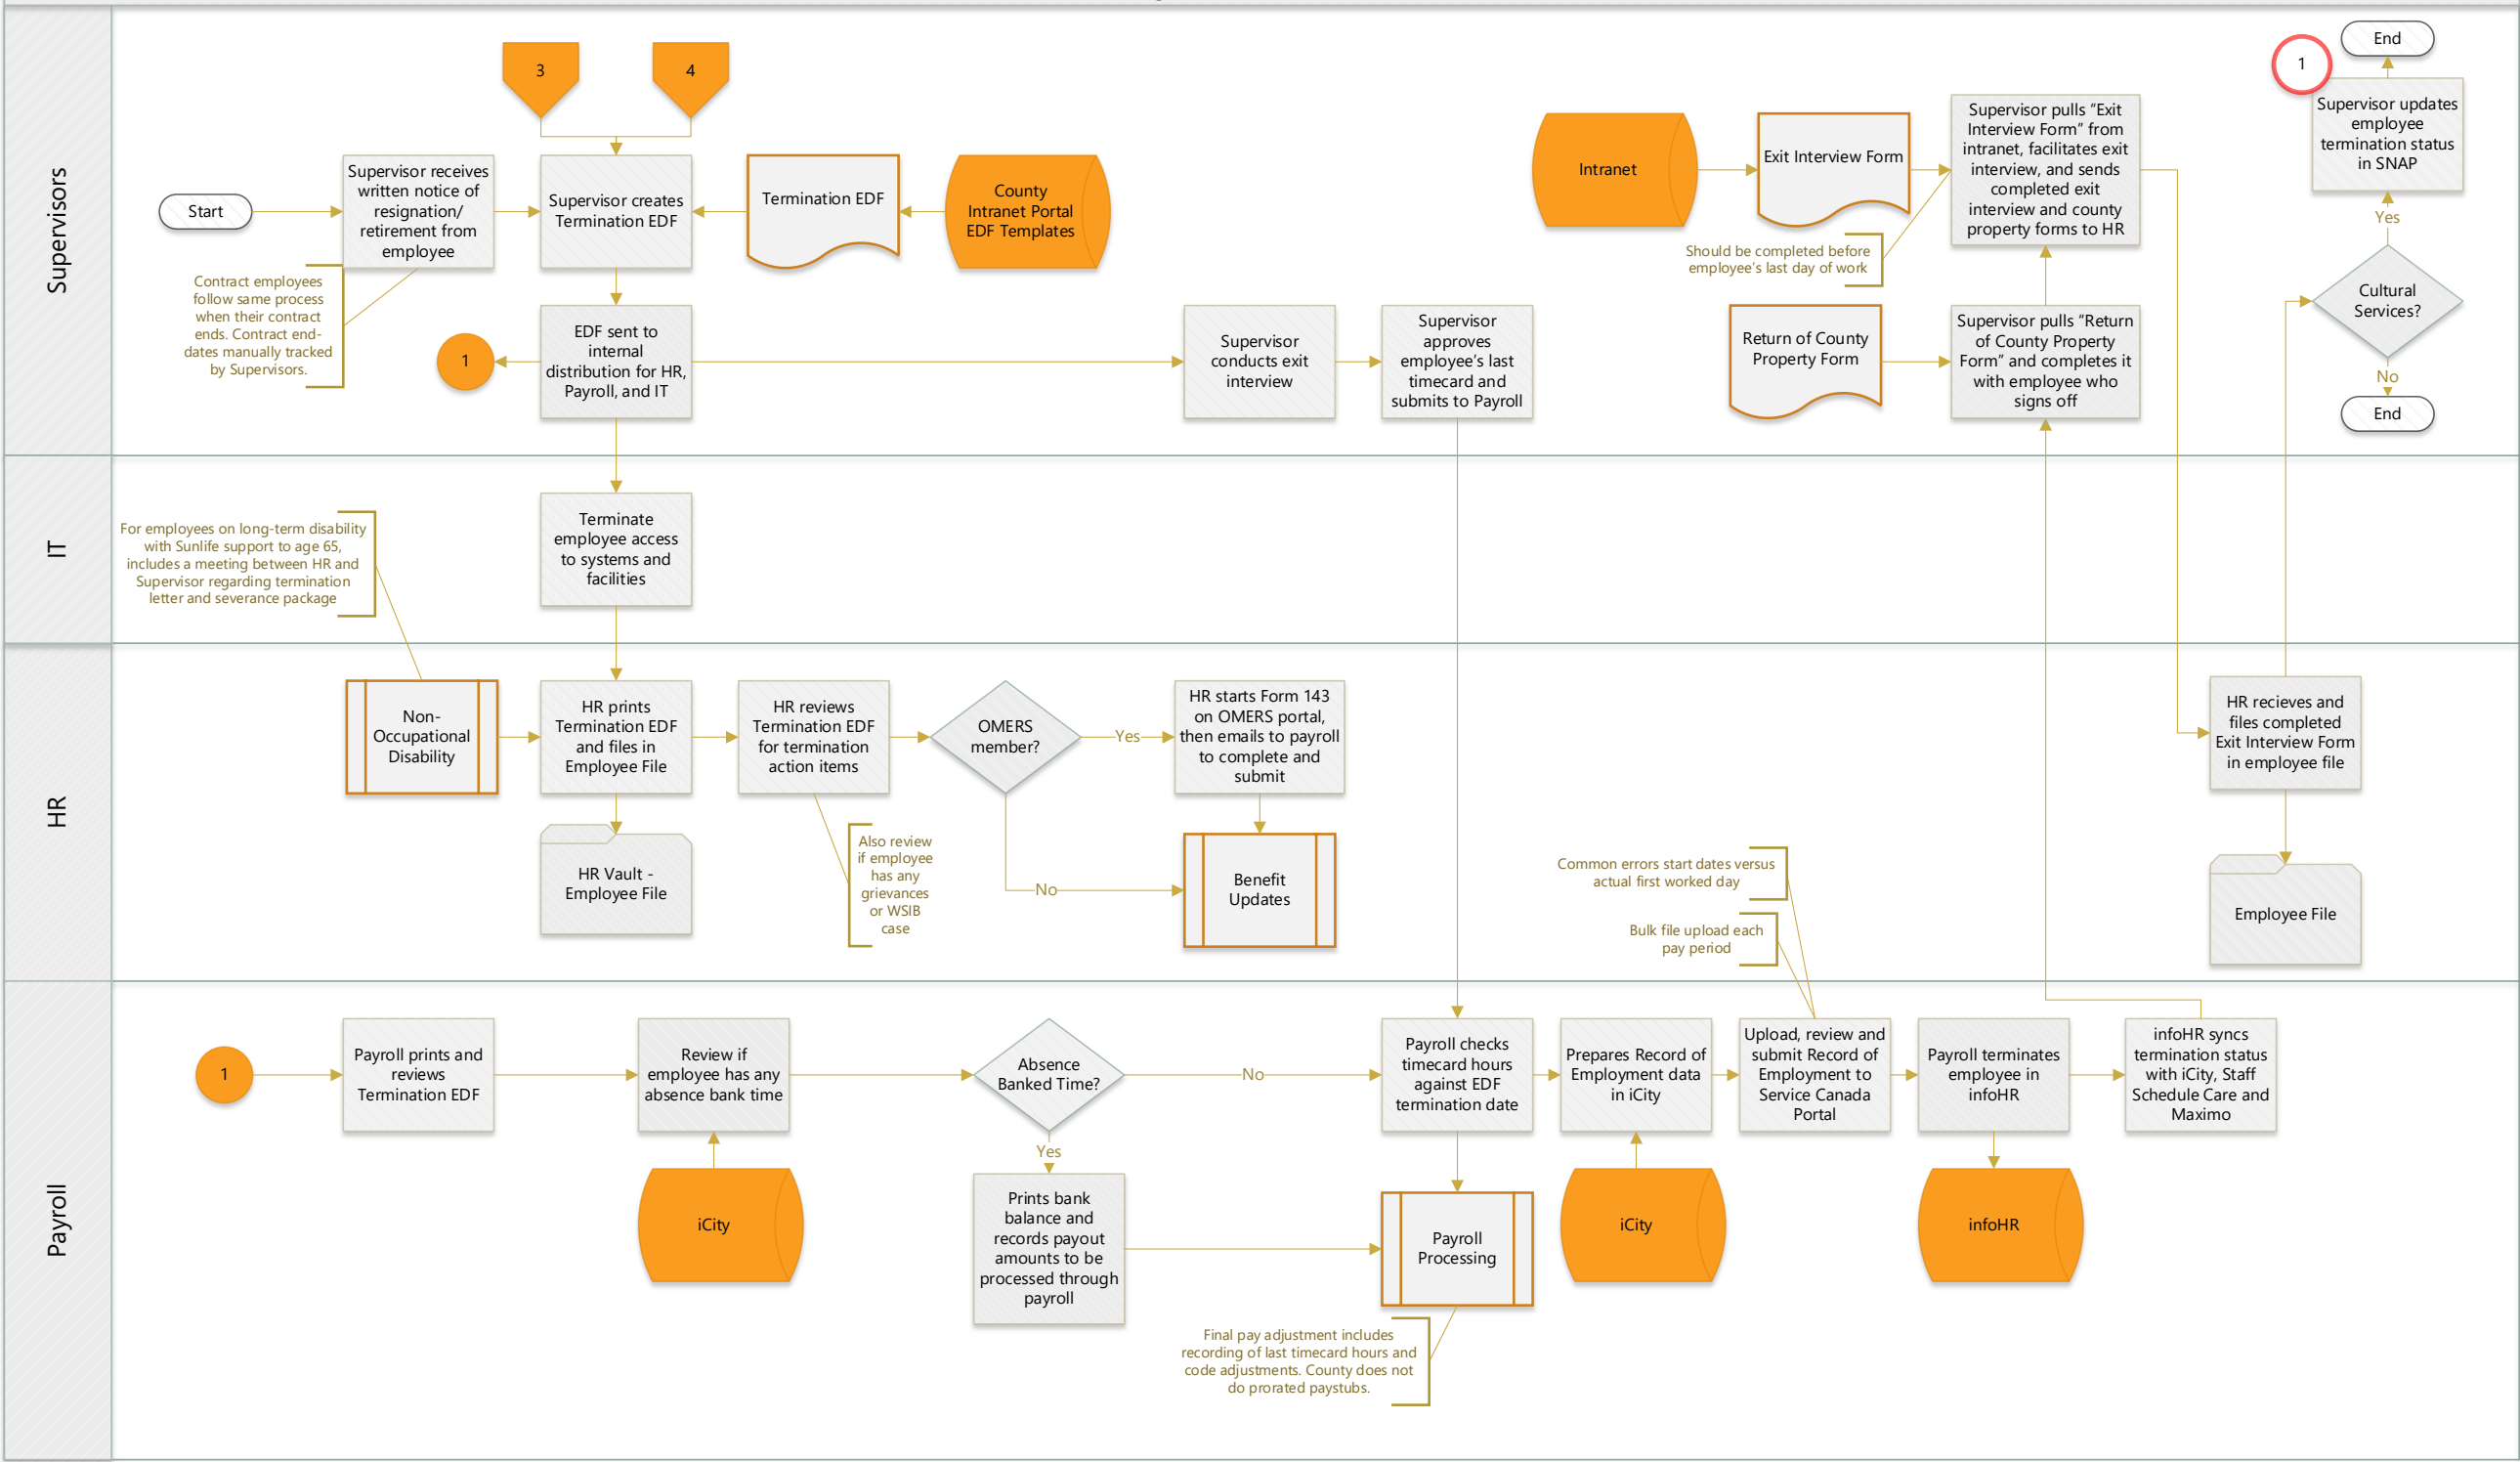 Supervisors
3
4
Start
Supervisor receives
written notice of
resignation/
retirement from
employee
Supervisor creates
Termination EDF
Termination EDF
County
Intranet Portal
EDF Templates
Contract employees
follow same process
when their contract
ends. Contract end-
dates manually tracked
by Supervisors.
1
EDF sent to
internal
distribution for HR,
Payroll, and IT
Supervisor
conducts exit
interview
Supervisor
approves
employee’s last
timecard and
submits to Payroll
Intranet
Exit Interview Form
Supervisor pulls “Exit
Interview Form” from
intranet, facilitates exit
interview, and sends
completed exit
interview and county
property forms to HR
Should be completed before
employee’s last day of work
Return of County
Property Form
Supervisor pulls “Return
of County Property
Form” and completes it
with employee who
signs off
End
1
Supervisor updates
employee
termination status
in SNAP
Yes
Cultural
Services?
No
End
IT
For employees on long-term disability
with Sunlife support to age 65,
includes a meeting between HR and
Supervisor regarding termination
letter and severance package
Terminate
employee access
to systems and
facilities
HR
Non-
Occupational
Disability
HR prints
Termination EDF
and files in
Employee File
HR reviews
Termination EDF
for termination
action items
OMERS
member?
Yes
HR starts Form 143
on OMERS portal,
then emails to payroll
to complete and
submit
HR Vault -
Employee File
Also review
if employee
has any
grievances
or WSIB
case
No
Benefit
Updates
Common errors start dates versus
actual first worked day
Bulk file upload each
pay period
HR recieves and
files completed
Exit Interview Form
in employee file
Employee File
Payroll
1
Payroll prints and
reviews
Termination EDF
Review if
employee has any
absence bank time
iCity
Absence
Banked Time?
No
Yes
Prints bank
balance and
records payout
amounts to be
processed through
payroll
Payroll checks
timecard hours
against EDF
termination date
Payroll
Processing
Final pay adjustment includes
recording of last timecard hours and
code adjustments. County does not
do prorated paystubs.
Prepares Record of
Employment data
in iCity
iCity
Upload, review and
submit Record of
Employment to
Service Canada
Portal
Payroll terminates
employee in
infoHR
infoHR
infoHR syncs
termination status
with iCity, Staff
Schedule Care and
Maximo